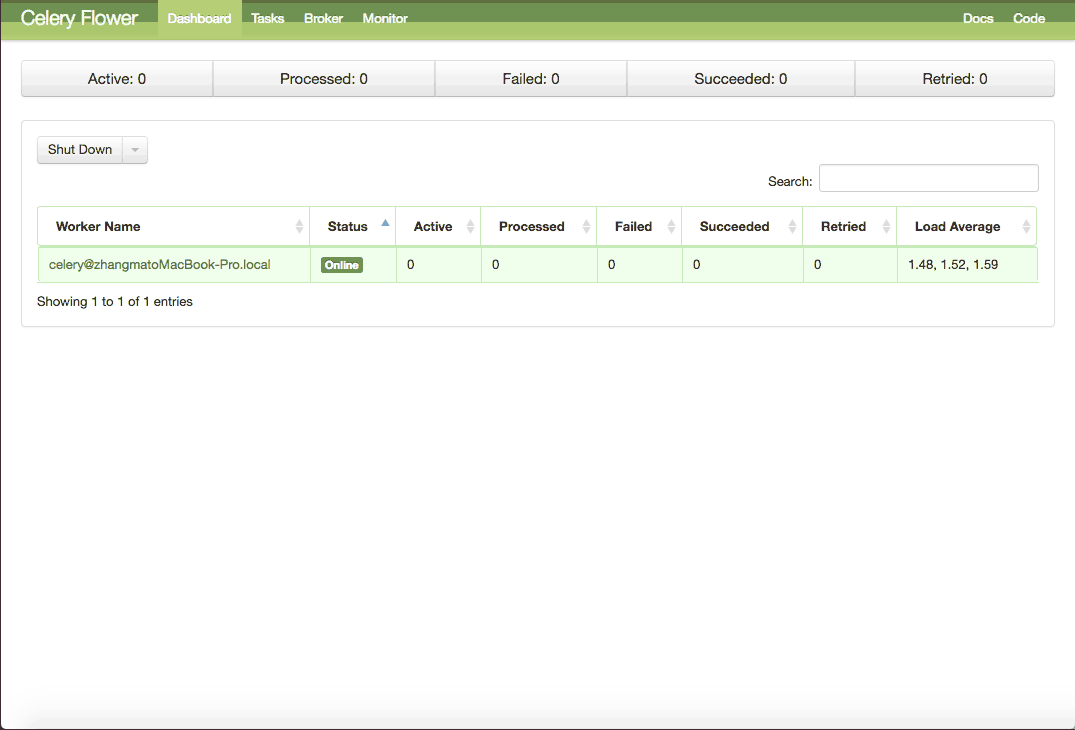 Celery Flower Dashboard Tasks Broker Monitor Docs Code
Active: 0 Processed: 0 Failed: 0 Succeeded: 0 Retried: 0
Shut Down
Search:
Worker Name Status Active Processed Failed Succeeded Retried Load Average
celery@zhangmatoMacBook-Pro.local Online 0 0 0 0 0 1.48, 1.52, 1.59
Showing 1 to 1 of 1 entries